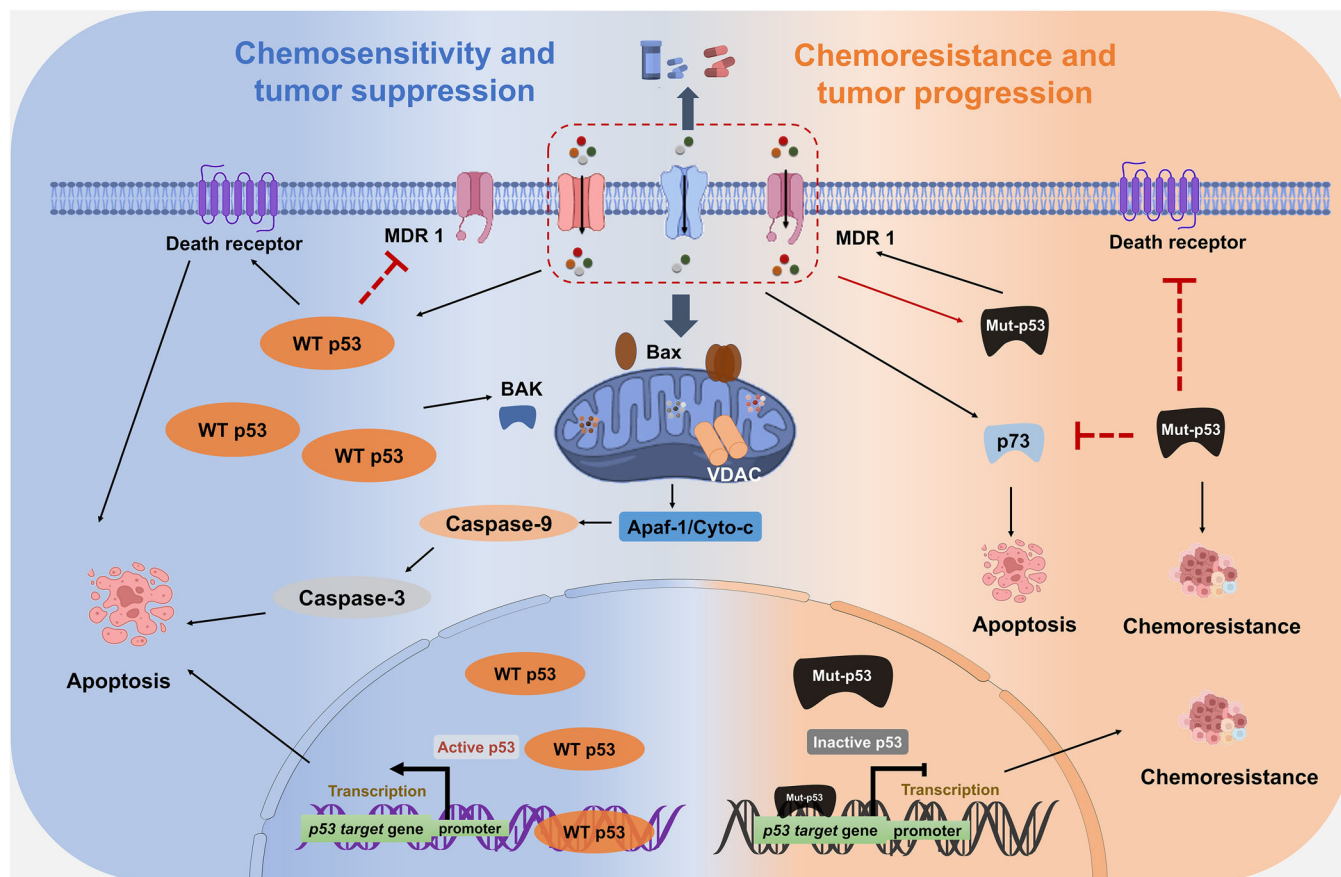 Chemosensitivity and
tumor suppression
Chemoresistance and
tumor progression
Death receptor
MDR 1
MDR 1
Death receptor
WT p53
Mut-p53
Bax
BAK
WT p53
WT p53
VDAC
p73
Mut-p53
Caspase-9
Apaf-1/Cyto-c
Caspase-3
Apoptosis
Apoptosis
Chemoresistance
WT p53
Mut-p53
Active p53
WT p53
Inactive p53
Chemoresistance
Transcription
p53 target gene
promoter
WT p53
Mut-p53
Transcription
p53 target gene
promoter